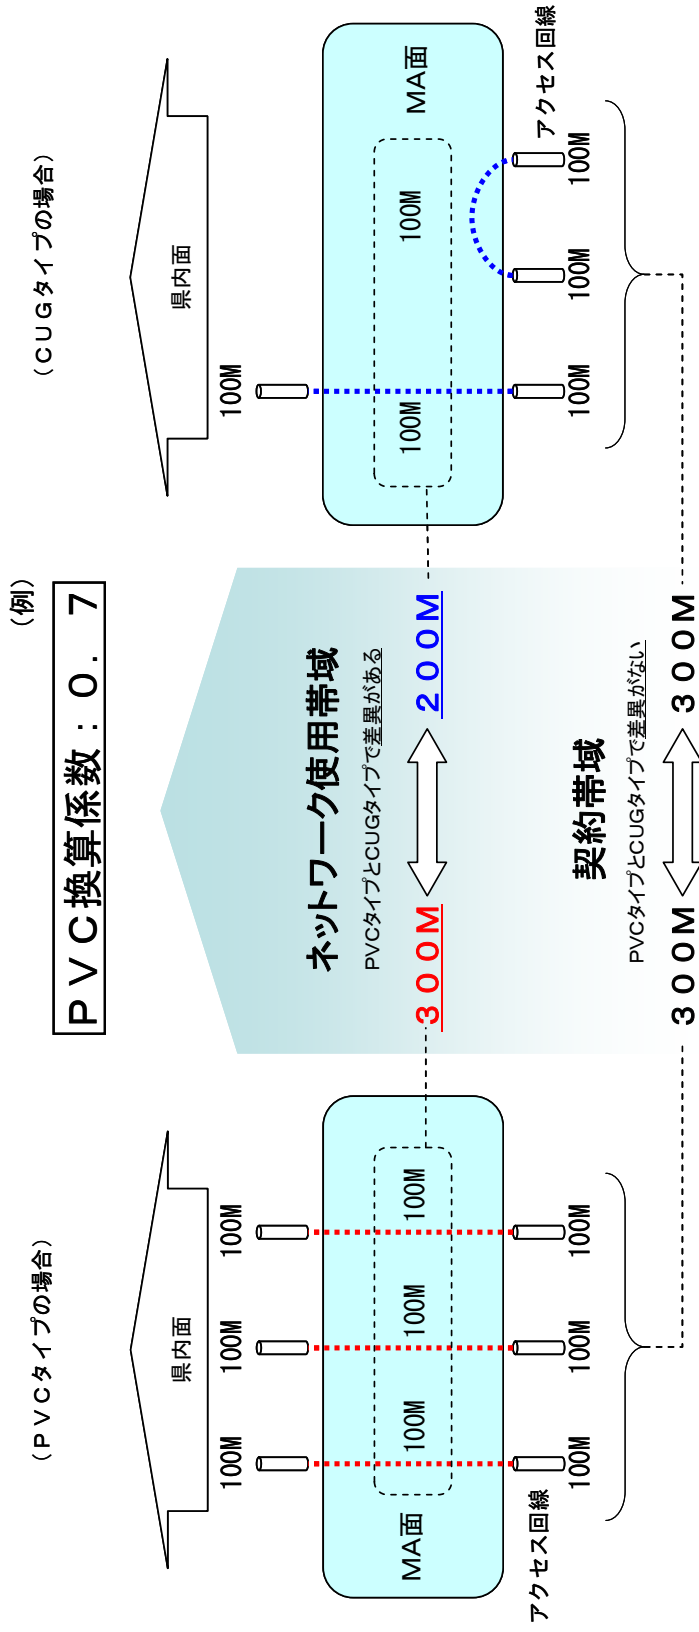 (例)
ＰＶＣ換算係数：０．７
(ＰＶＣタイプの場合)
県内面
100M
100M
100M
MA面
100M
100M
100M
アクセス回線
100M
100M
100M
ネットワーク使用帯域
PVCタイプとCUGタイプで差異がある
３００Ｍ
２００Ｍ
契約帯域
PVCタイプとCUGタイプで差異がない
３００Ｍ
３００Ｍ
(ＣＵＧタイプの場合)
県内面
100M
MA面
100M
100M
アクセス回線
100M
100M
100M